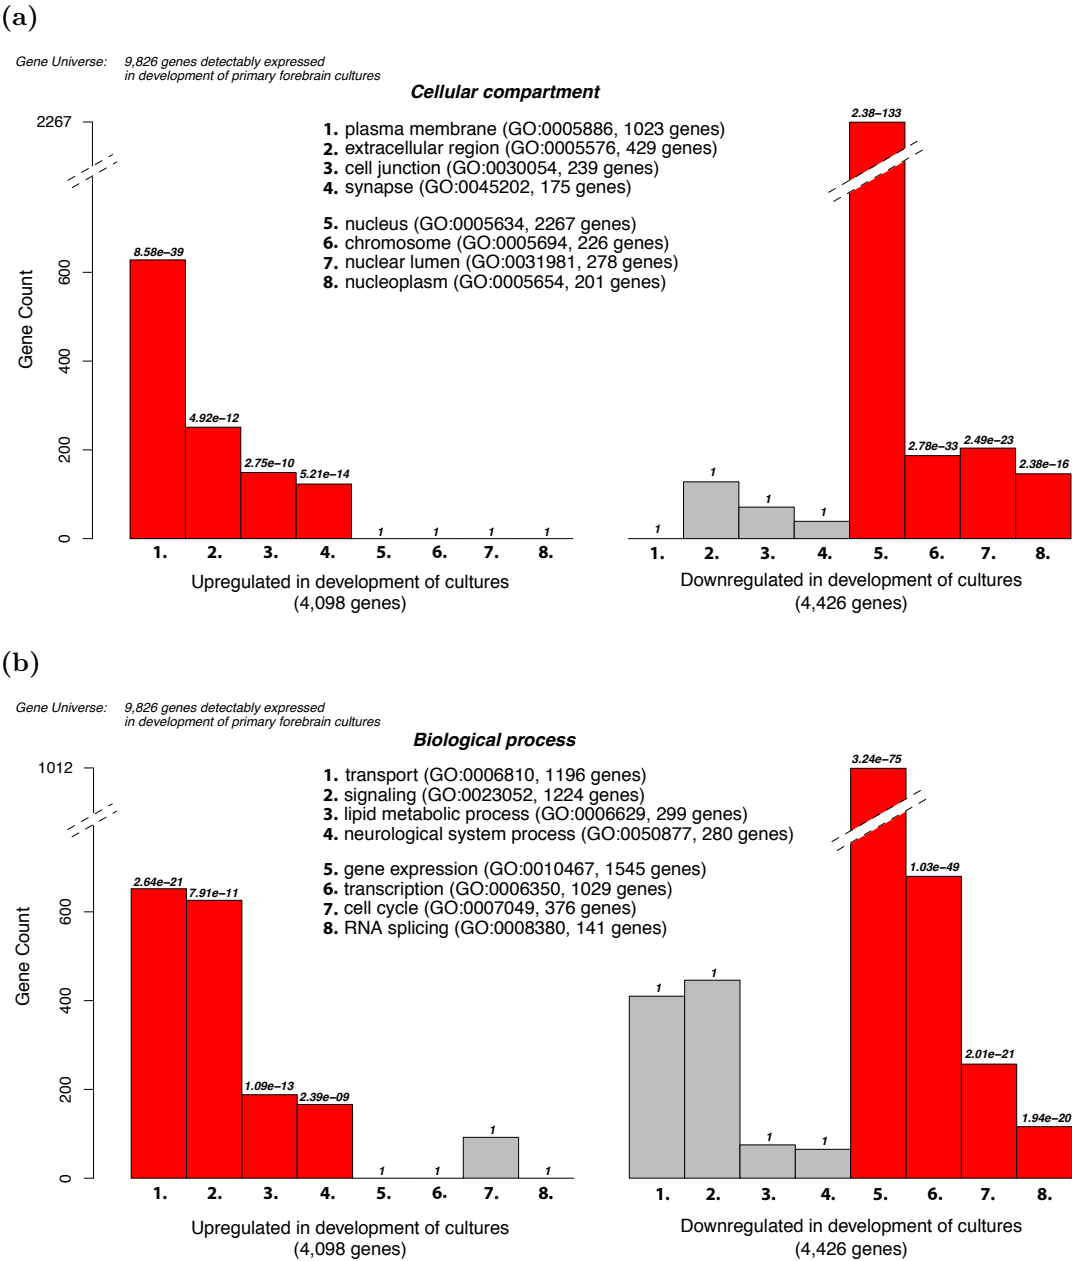 (a)
Gene Universe: 9,826 genes detectably expressed
in development of primary forebrain cultures
Cellular compartment
1. plasma membrane (GO:0005886, 1023 genes)
2. extracellular region (GO:0005576, 429 genes)
3. cell junction (GO:0030054, 239 genes)
4. synapse (GO:0045202, 175 genes)
5. nucleus (GO:0005634, 2267 genes)
6. chromosome (GO:0005694, 226 genes)
7. nuclear lumen (GO:0031981, 278 genes)
8. nucleoplasm (GO:0005654, 201 genes)
Gene Count
2267
600
400
200
0
8.58e−39
4.92e−12
2.75e−10
5.21e−14
1
1
1
1
1. 2. 3. 4. 5. 6. 7. 8.
Upregulated in development of cultures
(4,098 genes)
1
1
1
1
2.38−133
2.78e−33
2.49e−23
2.38e−16
1. 2. 3. 4. 5. 6. 7. 8.
Downregulated in development of cultures
(4,426 genes)
(b)
Gene Universe: 9,826 genes detectably expressed
in development of primary forebrain cultures
Biological process
1. transport (GO:0006810, 1196 genes)
2. signaling (GO:0023052, 1224 genes)
3. lipid metabolic process (GO:0006629, 299 genes)
4. neurological system process (GO:0050877, 280 genes)
5. gene expression (GO:0010467, 1545 genes)
6. transcription (GO:0006350, 1029 genes)
7. cell cycle (GO:0007049, 376 genes)
8. RNA splicing (GO:0008380, 141 genes)
Gene Count
1012
600
400
200
0
2.64e−21
7.91e−11
1.09e−13
2.39e−09
1
1
1
1
1. 2. 3. 4. 5. 6. 7. 8.
Upregulated in development of cultures
(4,098 genes)
1
1
1
1
3.24e−75
1.03e−49
2.01e−21
1.94e−20
1. 2. 3. 4. 5. 6. 7. 8.
Downregulated in development of cultures
(4,426 genes)